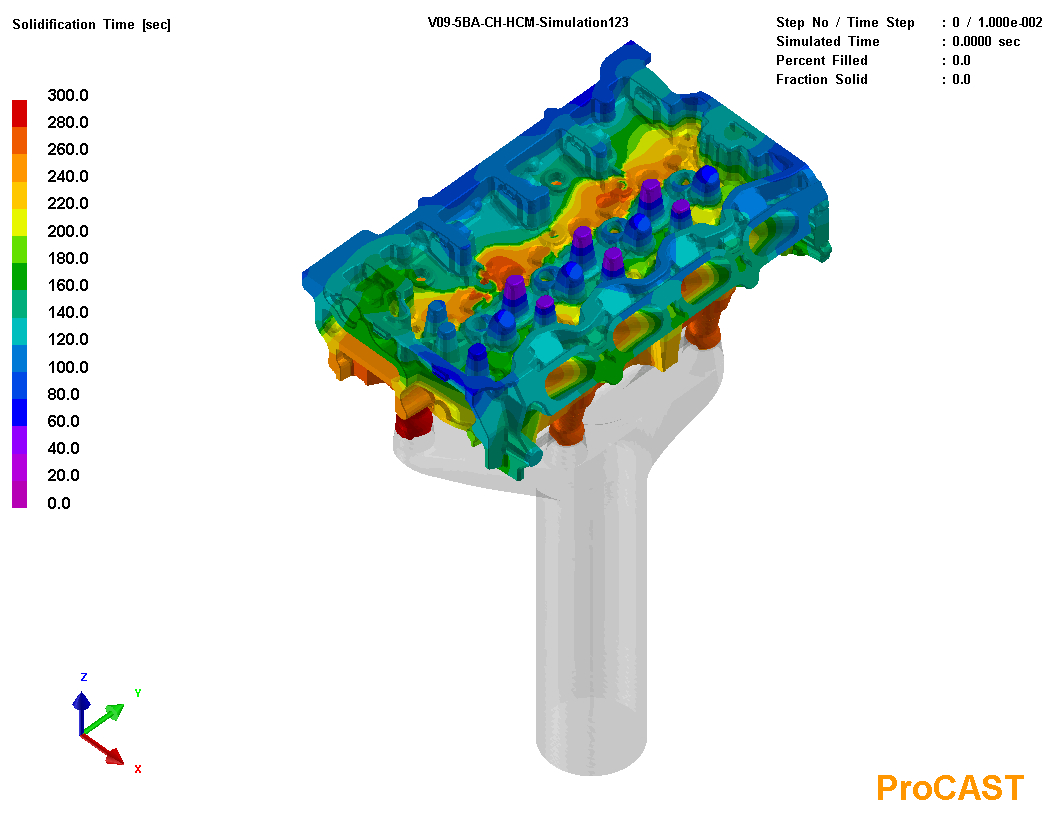 Solidification Time [sec]
V09-5BA-CH-HCM-Simulation123
Step No / Time Step : 0 / 1.000e-002
Simulated Time : 0.0000 sec
Percent Filled : 0.0
Fraction Solid : 0.0
300.0
280.0
260.0
240.0
220.0
200.0
180.0
160.0
140.0
120.0
100.0
80.0
60.0
40.0
20.0
0.0
Z
Y
X
ProCAST